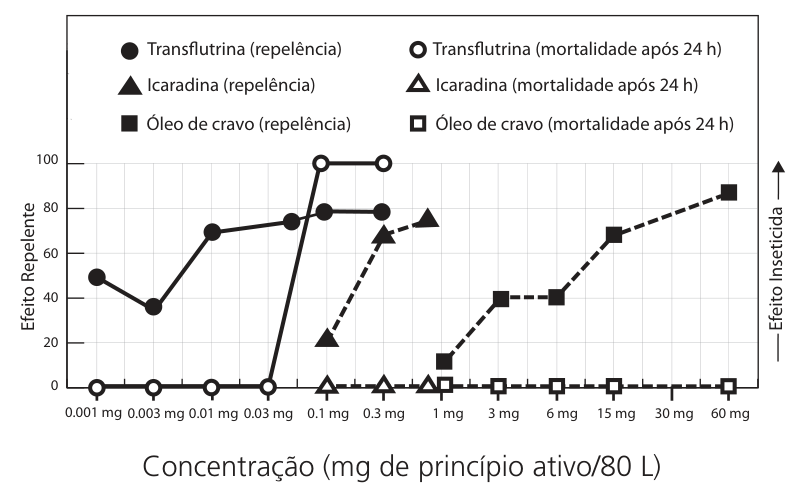 Transflutrina (repelência)
Transflutrina (mortalidade após 24 h)
Icaradina (repelência)
Icaradina (mortalidade após 24 h)
Óleo de cravo (repelência)
Óleo de cravo (mortalidade após 24 h)
Efeito Repelente
100
80
60
40
20
0
Efeito Inseticida
0.001 mg 0.003 mg 0.01 mg 0.03 mg 0.1 mg 0.3 mg 1 mg 3 mg 6 mg 15 mg 30 mg 60 mg
Concentração (mg de princípio ativo/80 L)